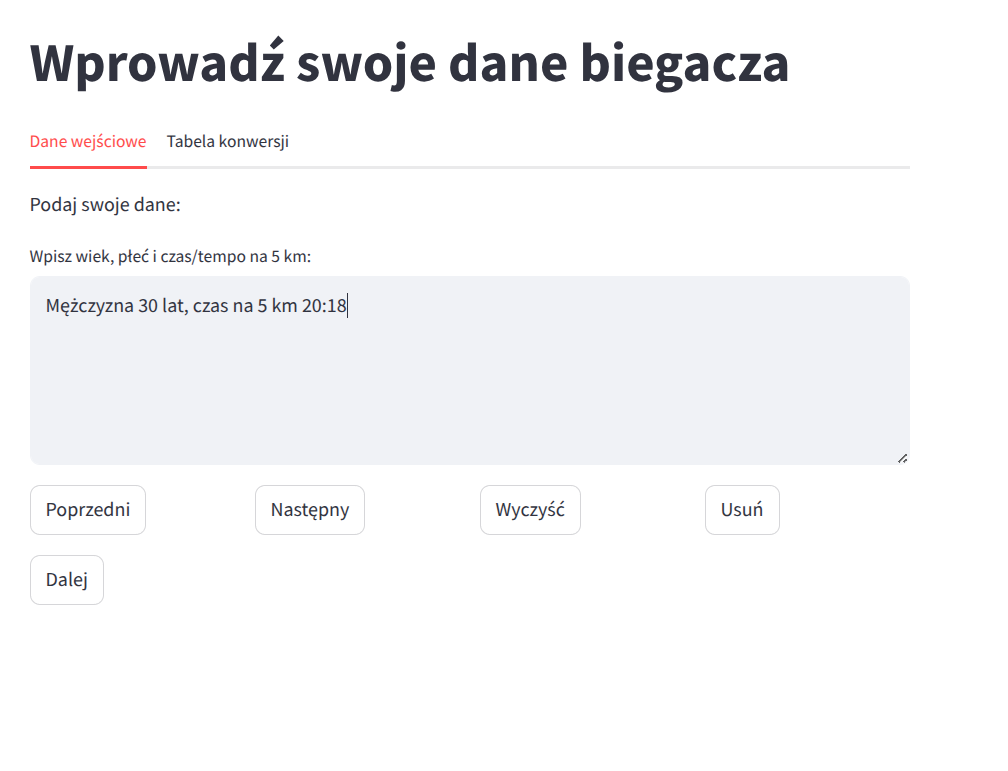 Wprowadź swoje dane biegacza
Dane wejściowe Tabela konwersji
Podaj swoje dane:
Wpisz wiek, płeć i czas/tempo na 5 km:
Mężczyzna 30 lat, czas na 5 km 20:18
Poprzedni Następny Wyczyść Usuń
Dalej